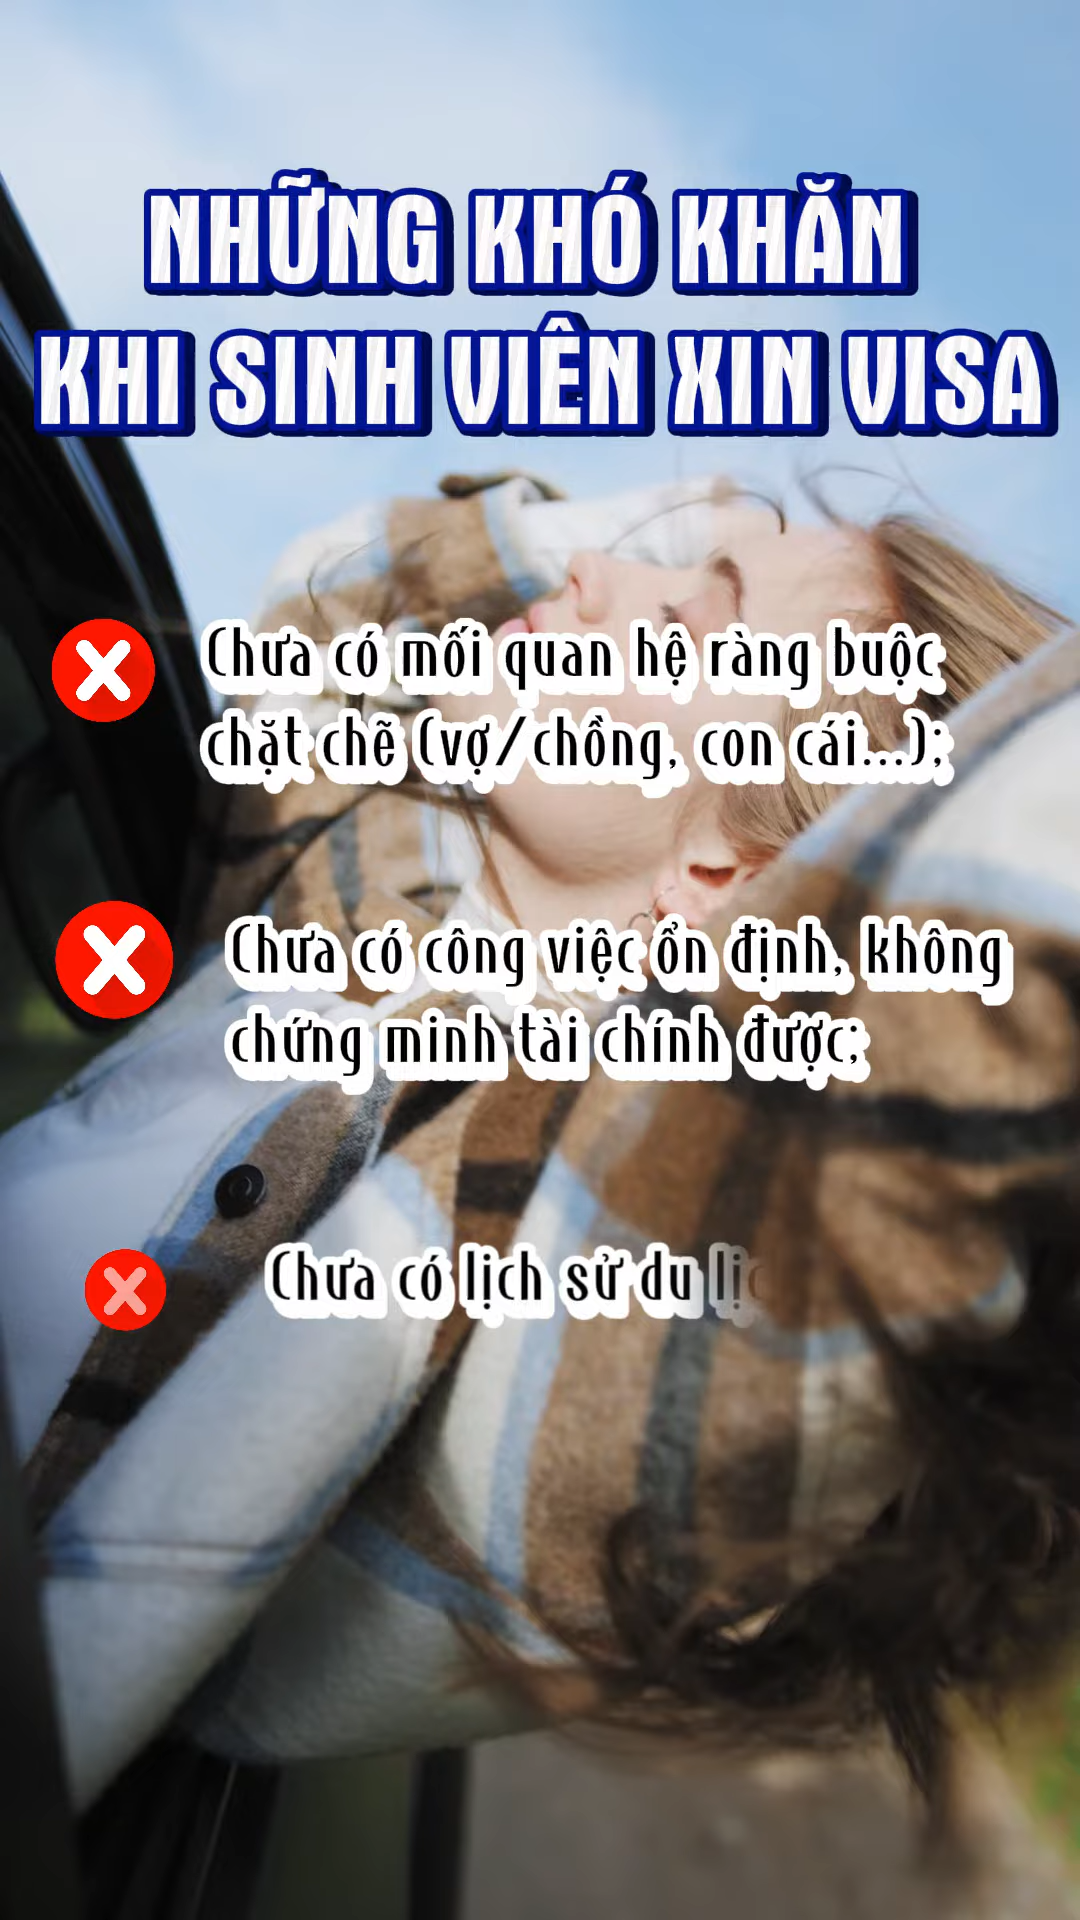 NHỮNG KHÓ KHĂN
KHI SINH VIÊN XIN VISA
Chưa có mối quan hệ ràng buộc
chặt chẽ (vợ/chồng, con cái...);
Chưa có công việc ổn định, không
chứng minh tài chính được;
Chưa có lịch sử du